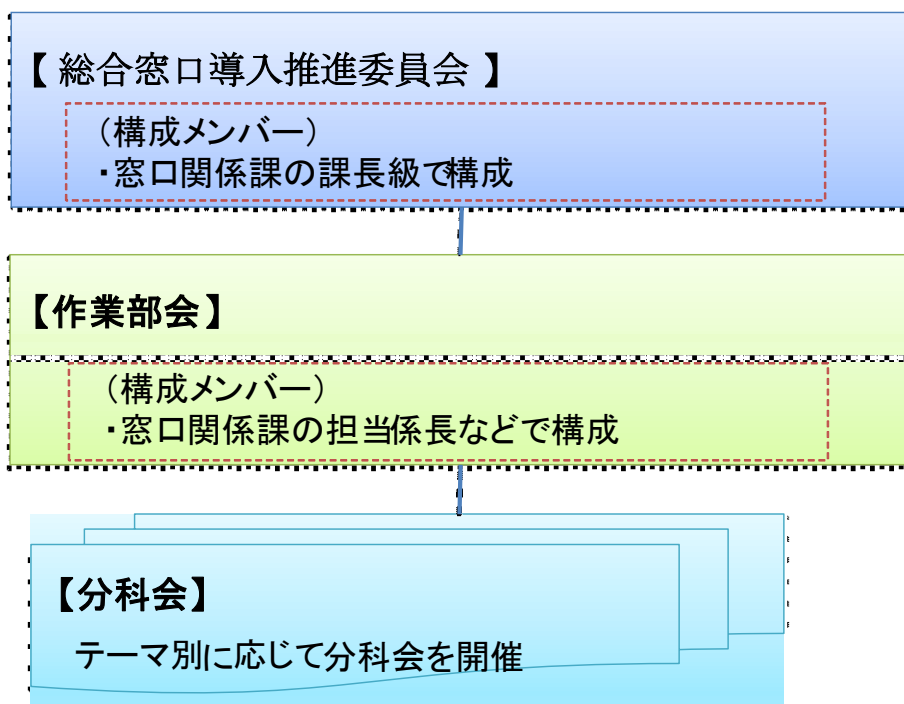 【 総合窓口導入推進委員会 】
（構成メンバー）
・窓口関係課の課長級で構成
【作業部会】
（構成メンバー）
・窓口関係課の担当係長などで構成
【分科会】
テーマ別に応じて分科会を開催